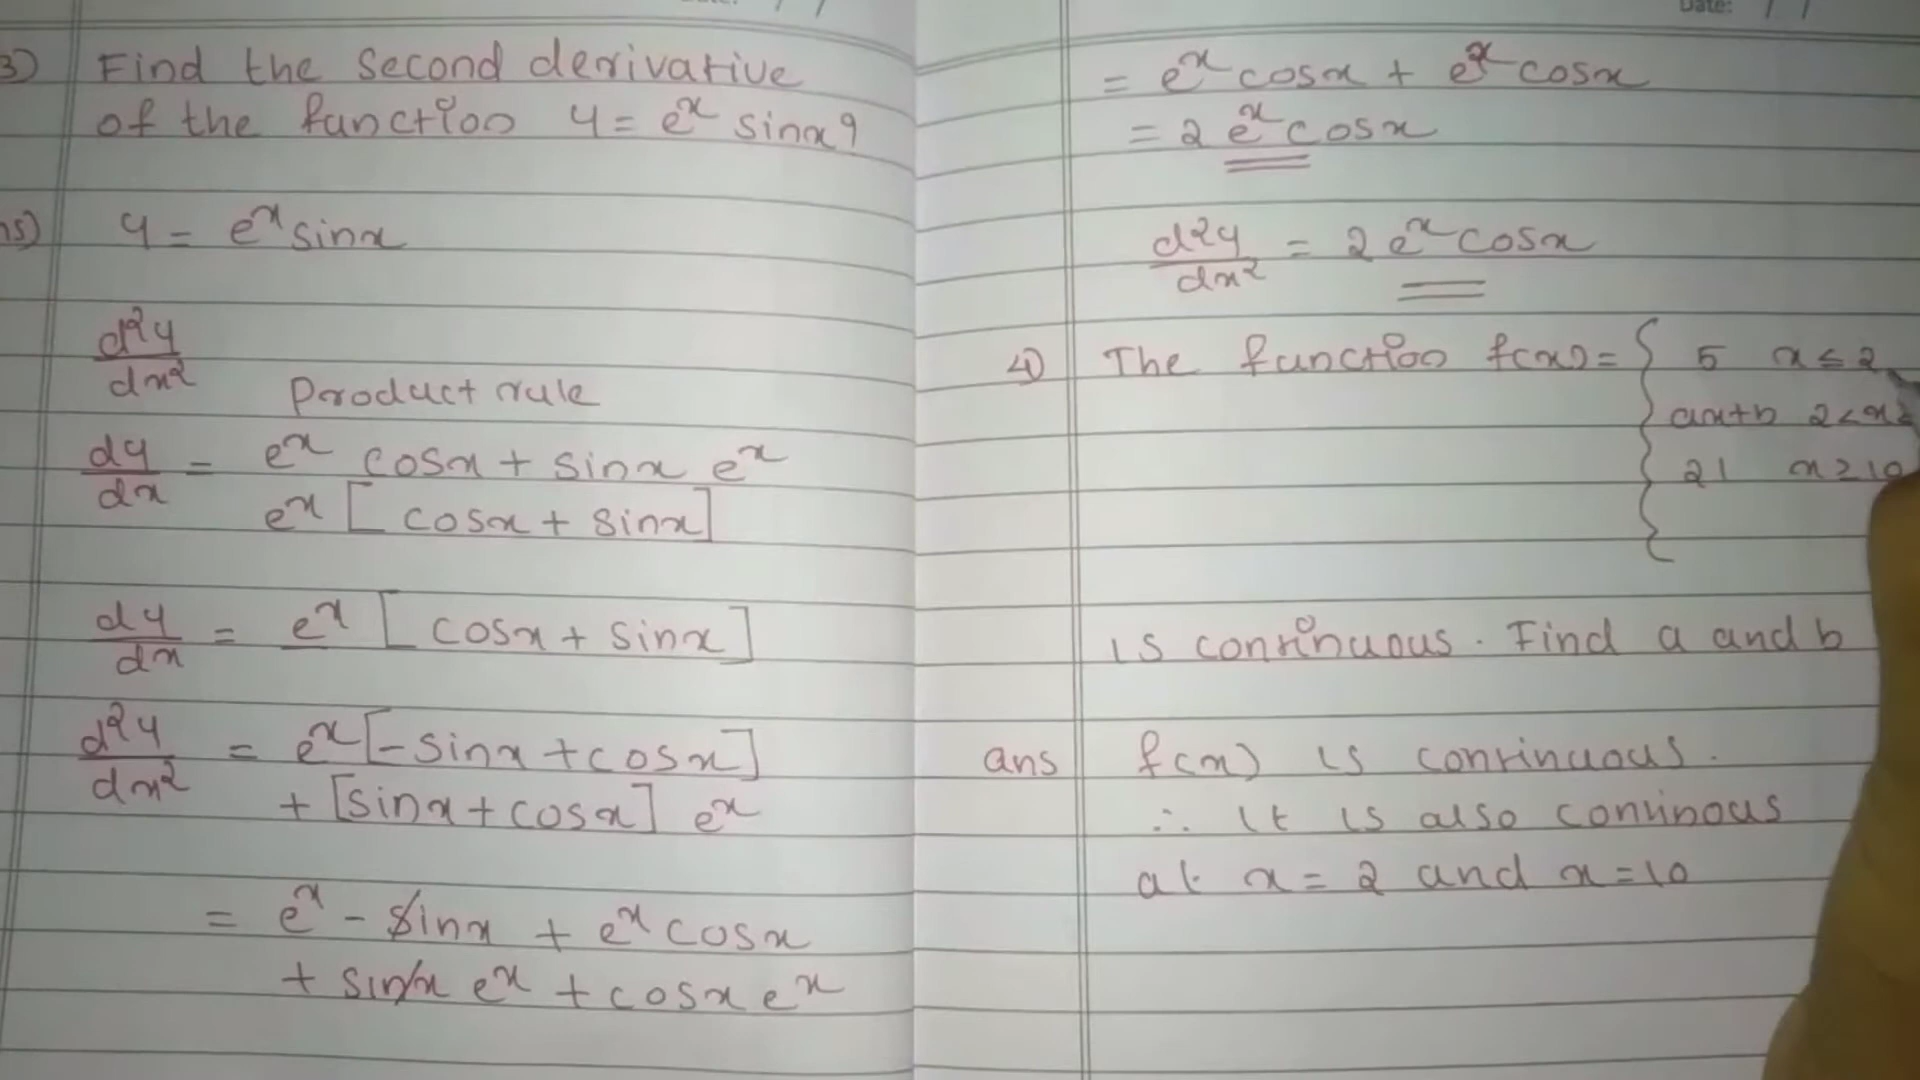 3) Find the second derivative
of the function y = e^x sinx?
ns) y = e^x sinx
d²y/dx²
Product rule
dy/dx = e^x cosx + sinx e^x
e^x [cosx + sinx]
dy/dx = e^x [cosx + sinx]
d²y/dx² = e^x [-sinx + cosx]
+ [sinx + cosx] e^x
= e^x - sinx + e^x cosx
+ sinx e^x + cosx e^x
Date: / /
= e^x cosx + e^x cosx
= 2 e^x cosx
d²y/dx² = 2 e^x cosx
4) The function f(x) = { 5 x ≤ 2
ax+b 2 < x
21 x ≥ 10
is continuous. Find a and b
ans f(x) is continuous.
∴ It is also continous
at x = 2 and x = 10